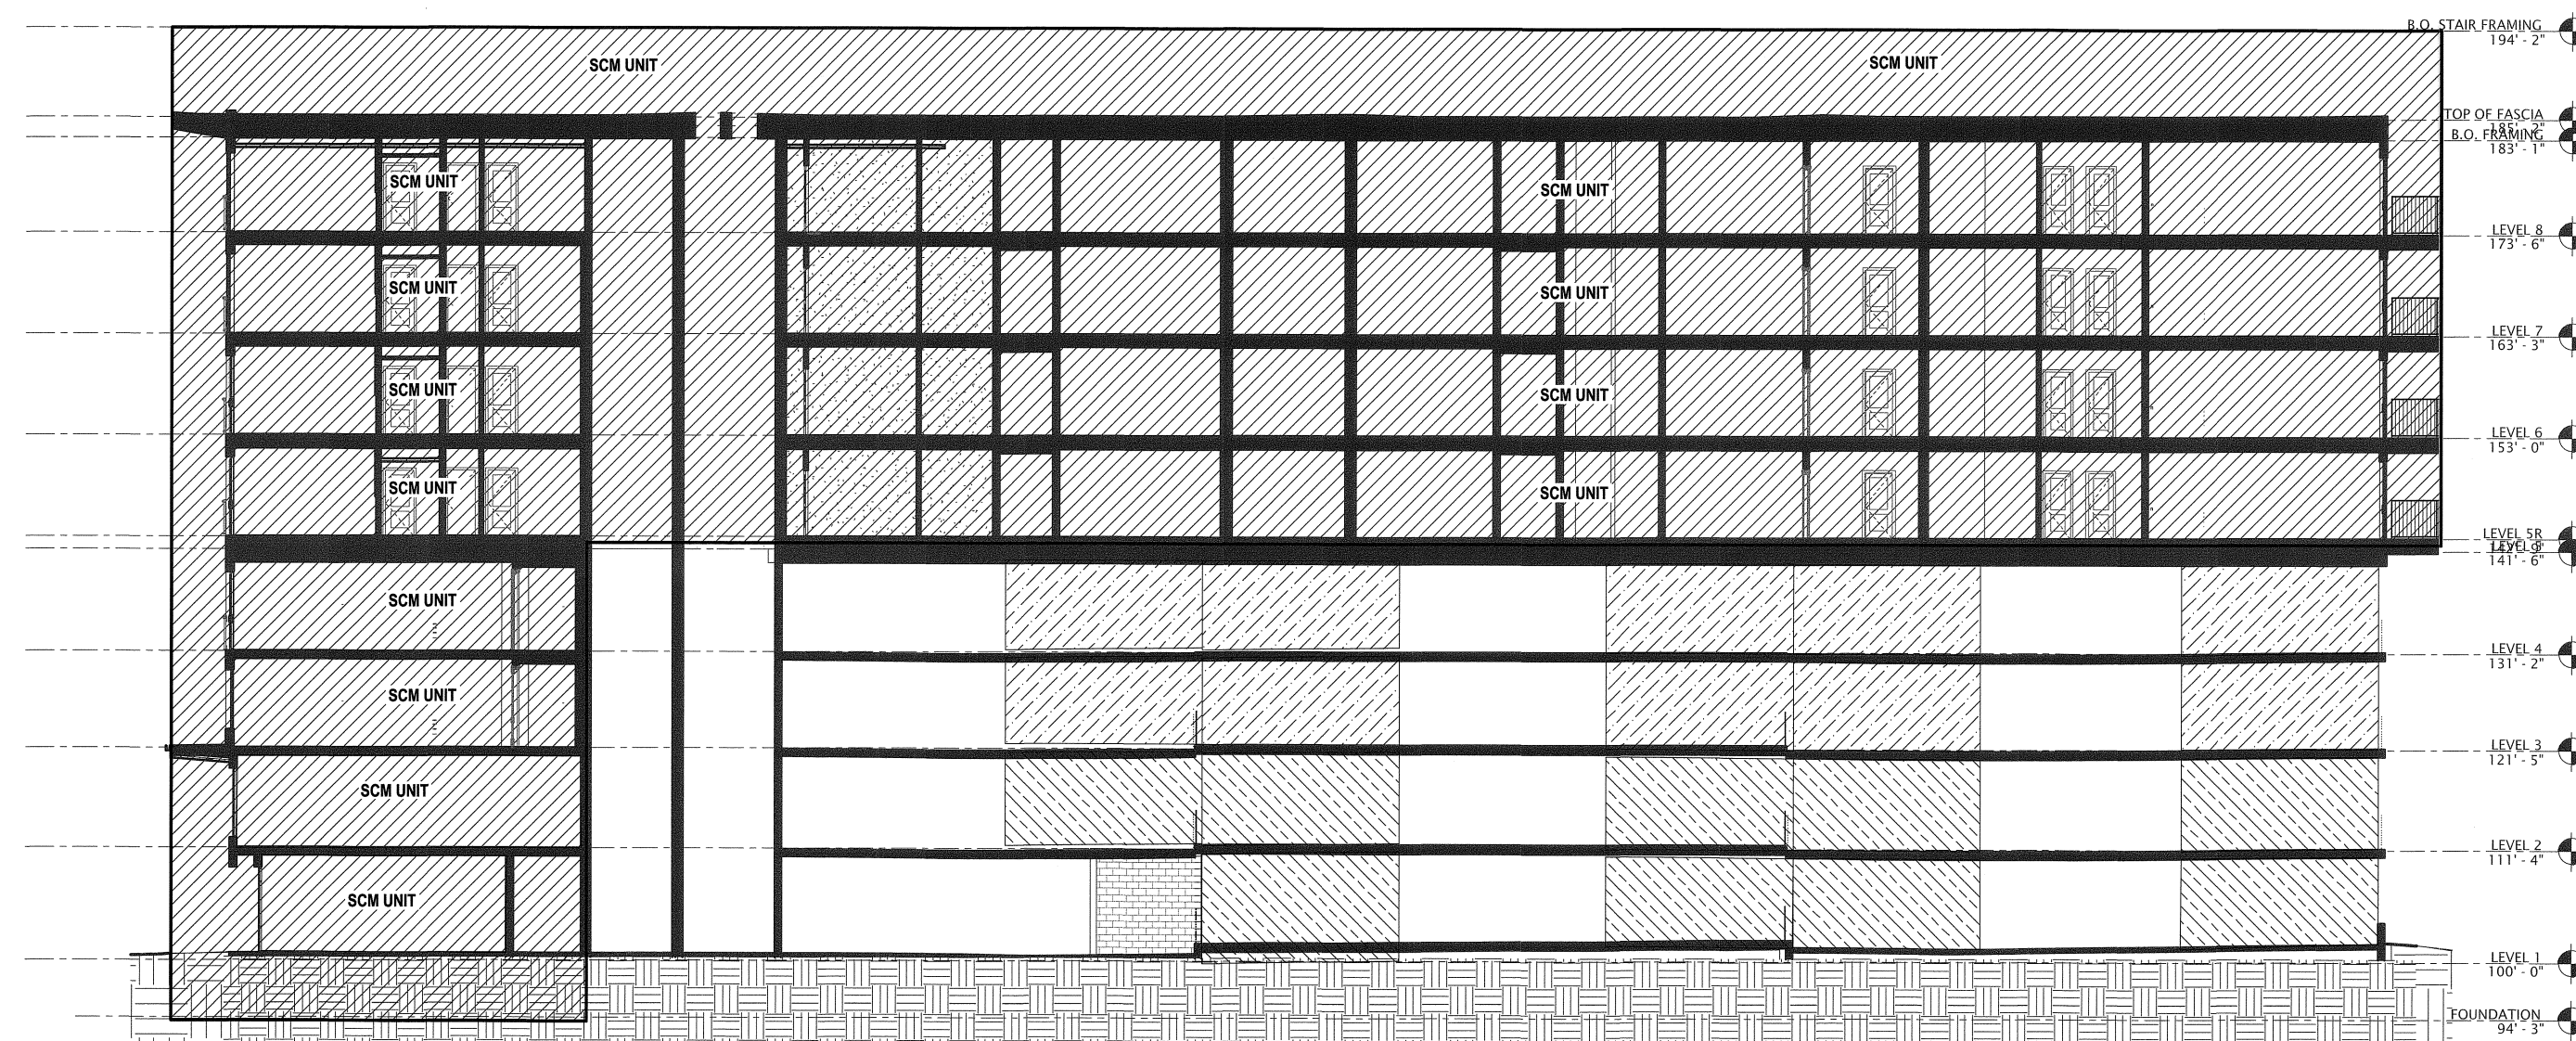 B.O. STAIR FRAMING
194' - 2"
SCM UNIT
SCM UNIT
TOP OF FASCIA
185' - 2"
B.O. FRAMING
183' - 1"
SCM UNIT
SCM UNIT
LEVEL 8
173' - 6"
SCM UNIT
SCM UNIT
LEVEL 7
163' - 3"
SCM UNIT
SCM UNIT
LEVEL 6
153' - 0"
SCM UNIT
SCM UNIT
LEVEL 5R
141' - 6"
SCM UNIT
LEVEL 4
131' - 2"
SCM UNIT
LEVEL 3
121' - 5"
SCM UNIT
LEVEL 2
111' - 4"
SCM UNIT
LEVEL 1
100' - 0"
FOUNDATION
94' - 3"